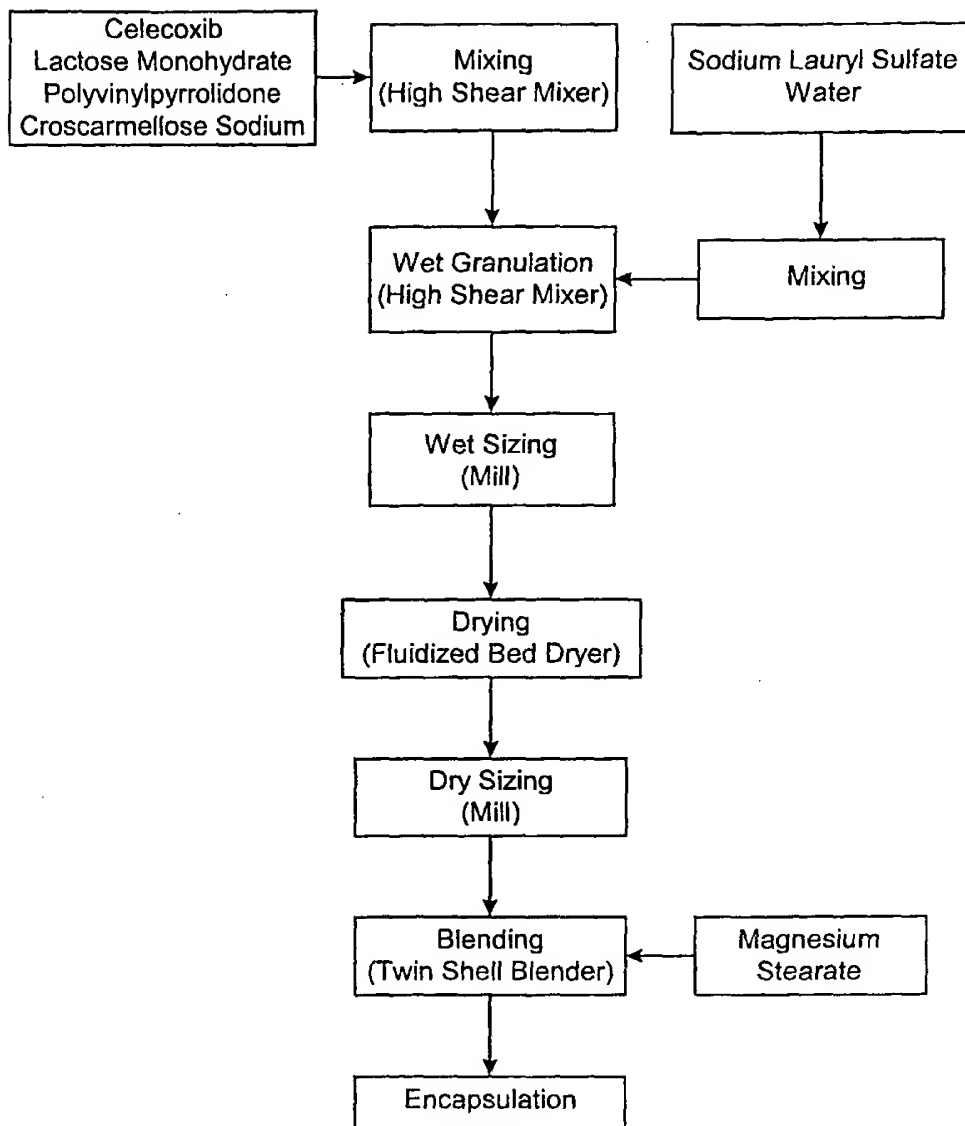 Celecoxib
Lactose Monohydrate
Polyvinylpyrrolidone
Croscarmellose Sodium
Mixing
(High Shear Mixer)
Sodium Lauryl Sulfate
Water
Wet Granulation
(High Shear Mixer)
Mixing
Wet Sizing
(Mill)
Drying
(Fluidized Bed Dryer)
Dry Sizing
(Mill)
Blending
(Twin Shell Blender)
Magnesium
Stearate
Encapsulation